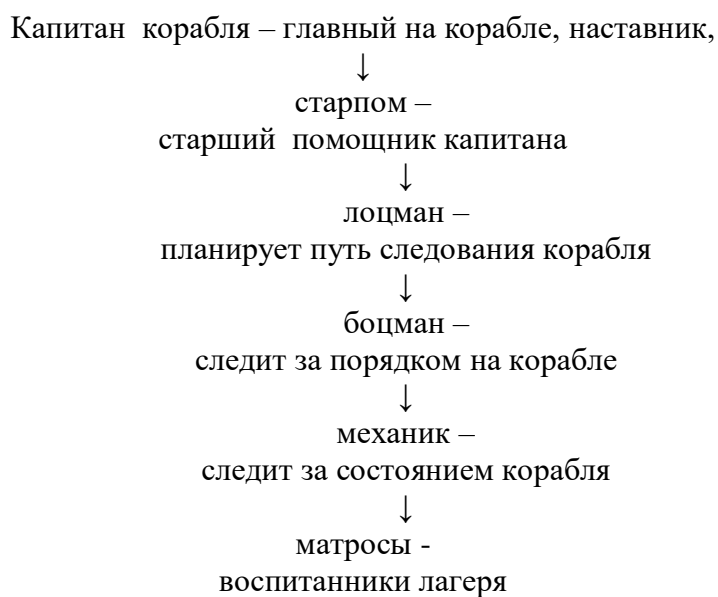 Капитан  корабля – главный на корабле, наставник,
↓
старпом –
старший  помощник капитана
↓
лоцман –
планирует путь следования корабля
↓
боцман –
следит за порядком на корабле
↓
механик –
следит за состоянием корабля
↓
матросы -
воспитанники лагеря